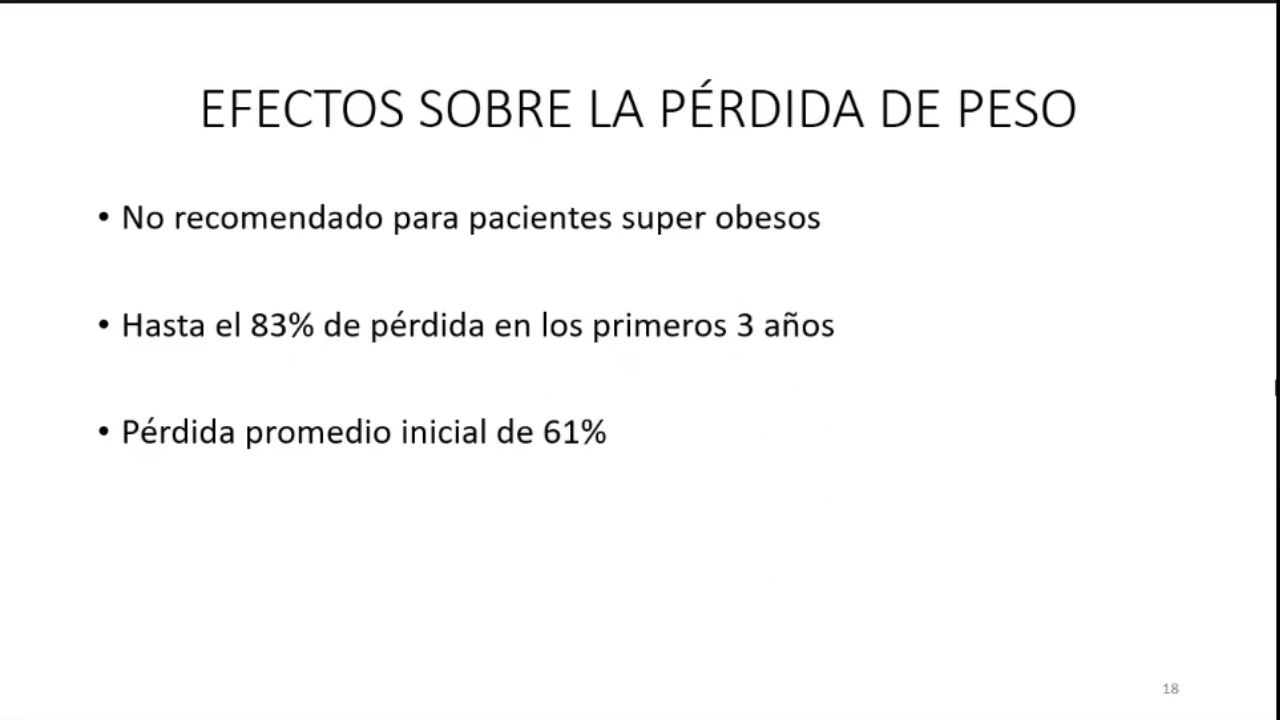 EFECTOS SOBRE LA PÉRDIDA DE PESO
• No recomendado para pacientes super obesos
• Hasta el 83% de pérdida en los primeros 3 años
• Pérdida promedio inicial de 61%
18